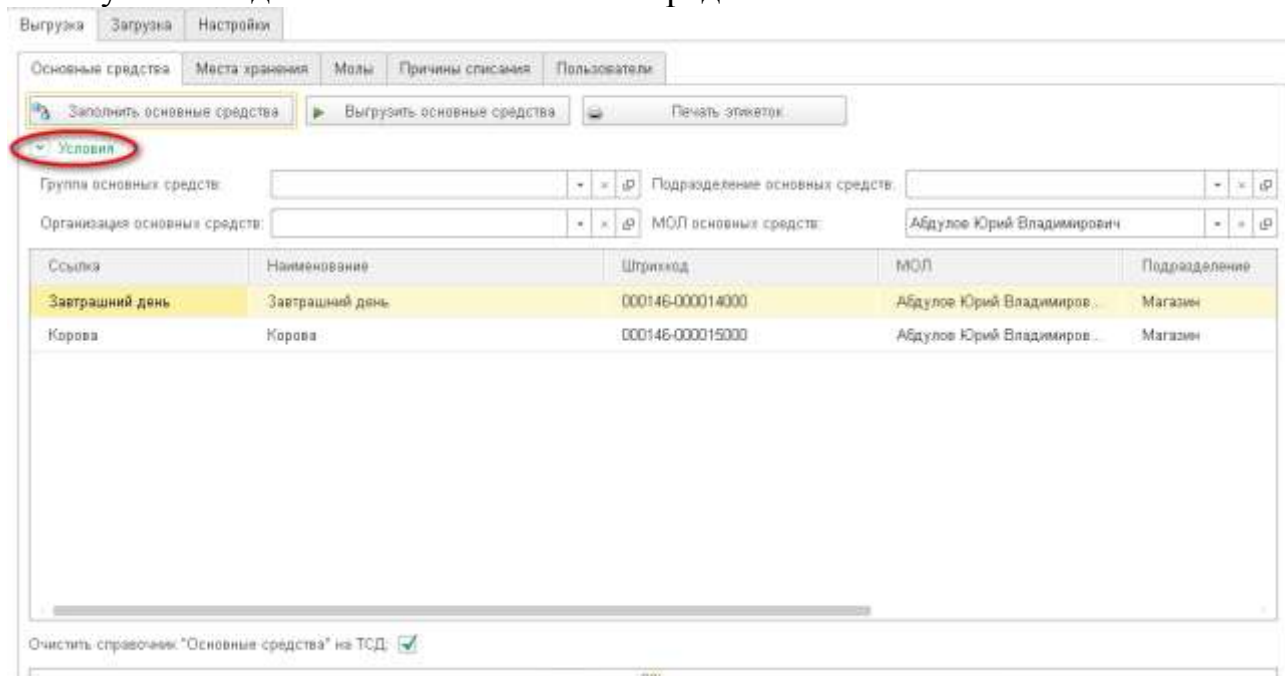 Выгрузка Загрузка Настройки
Основные средства Места хранения Молы Причины списания Пользователи
Заполнить основные средства Выгрузить основные средства Печать этикеток
Условия
Группа основных средств: Подразделение основных средств:
Организация основных средств: МОЛ основных средств: Абдулов Юрий Владимирович
Ссылка Наименование Штрихкод МОЛ Подразделение
Завтрашний день Завтрашний день 000146-000014000 Абдулов Юрий Владимиров... Магазин
Корова Корова 000146-000015000 Абдулов Юрий Владимиров... Магазин
Очистить справочник "Основные средства" на ТСД: